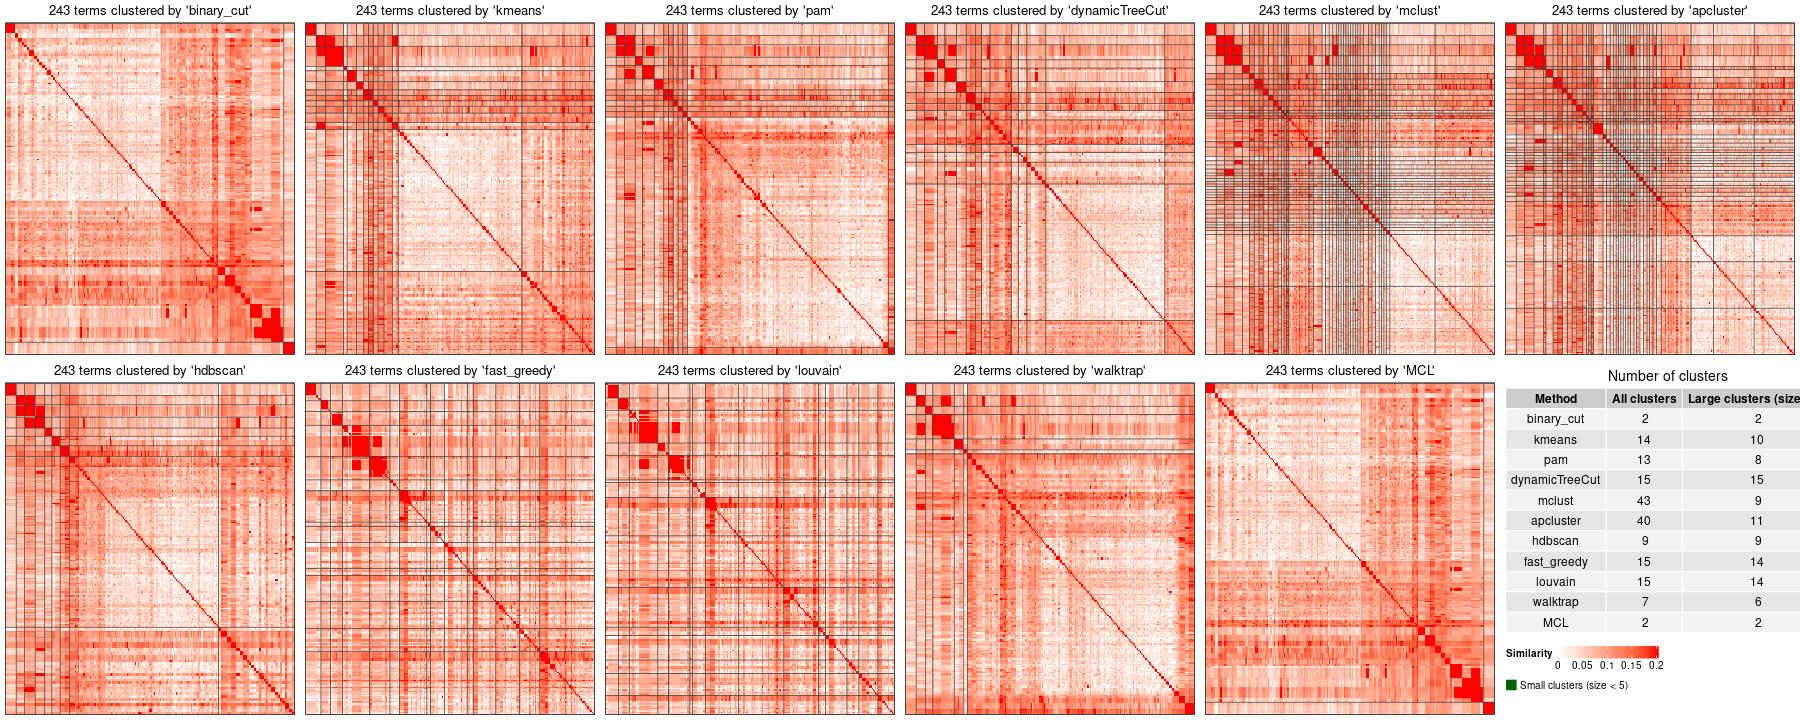 243 terms clustered by 'binary_cut'
243 terms clustered by 'kmeans'
243 terms clustered by 'pam'
243 terms clustered by 'dynamicTreeCut'
243 terms clustered by 'mclust'
243 terms clustered by 'apcluster'
243 terms clustered by 'hdbscan'
243 terms clustered by 'fast_greedy'
243 terms clustered by 'louvain'
243 terms clustered by 'walktrap'
243 terms clustered by 'MCL'
Number of clusters
Method All clusters Large clusters (size
binary_cut 2 2
kmeans 14 10
pam 13 8
dynamicTreeCut 15 15
mclust 43 9
apcluster 40 11
hdbscan 9 9
fast_greedy 15 14
louvain 15 14
walktrap 7 6
MCL 2 2
Similarity
0 0.05 0.1 0.15 0.2
Small clusters (size < 5)